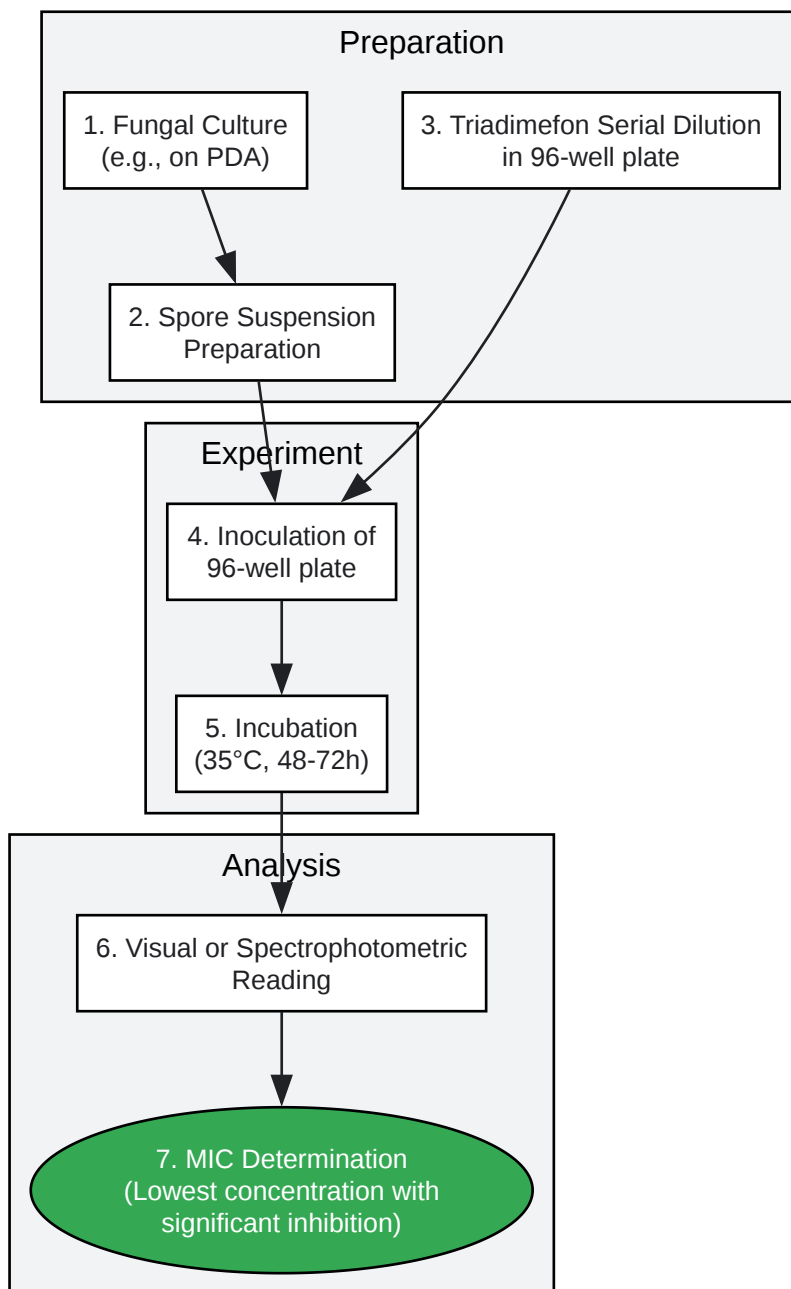 Preparation
1. Fungal Culture
(e.g., on PDA)
3. Triadimefon Serial Dilution
in 96-well plate
2. Spore Suspension
Preparation
Experiment
4. Inoculation of
96-well plate
5. Incubation
(35°C, 48-72h)
Analysis
6. Visual or Spectrophotometric
Reading
7. MIC Determination
(Lowest concentration with
significant inhibition)